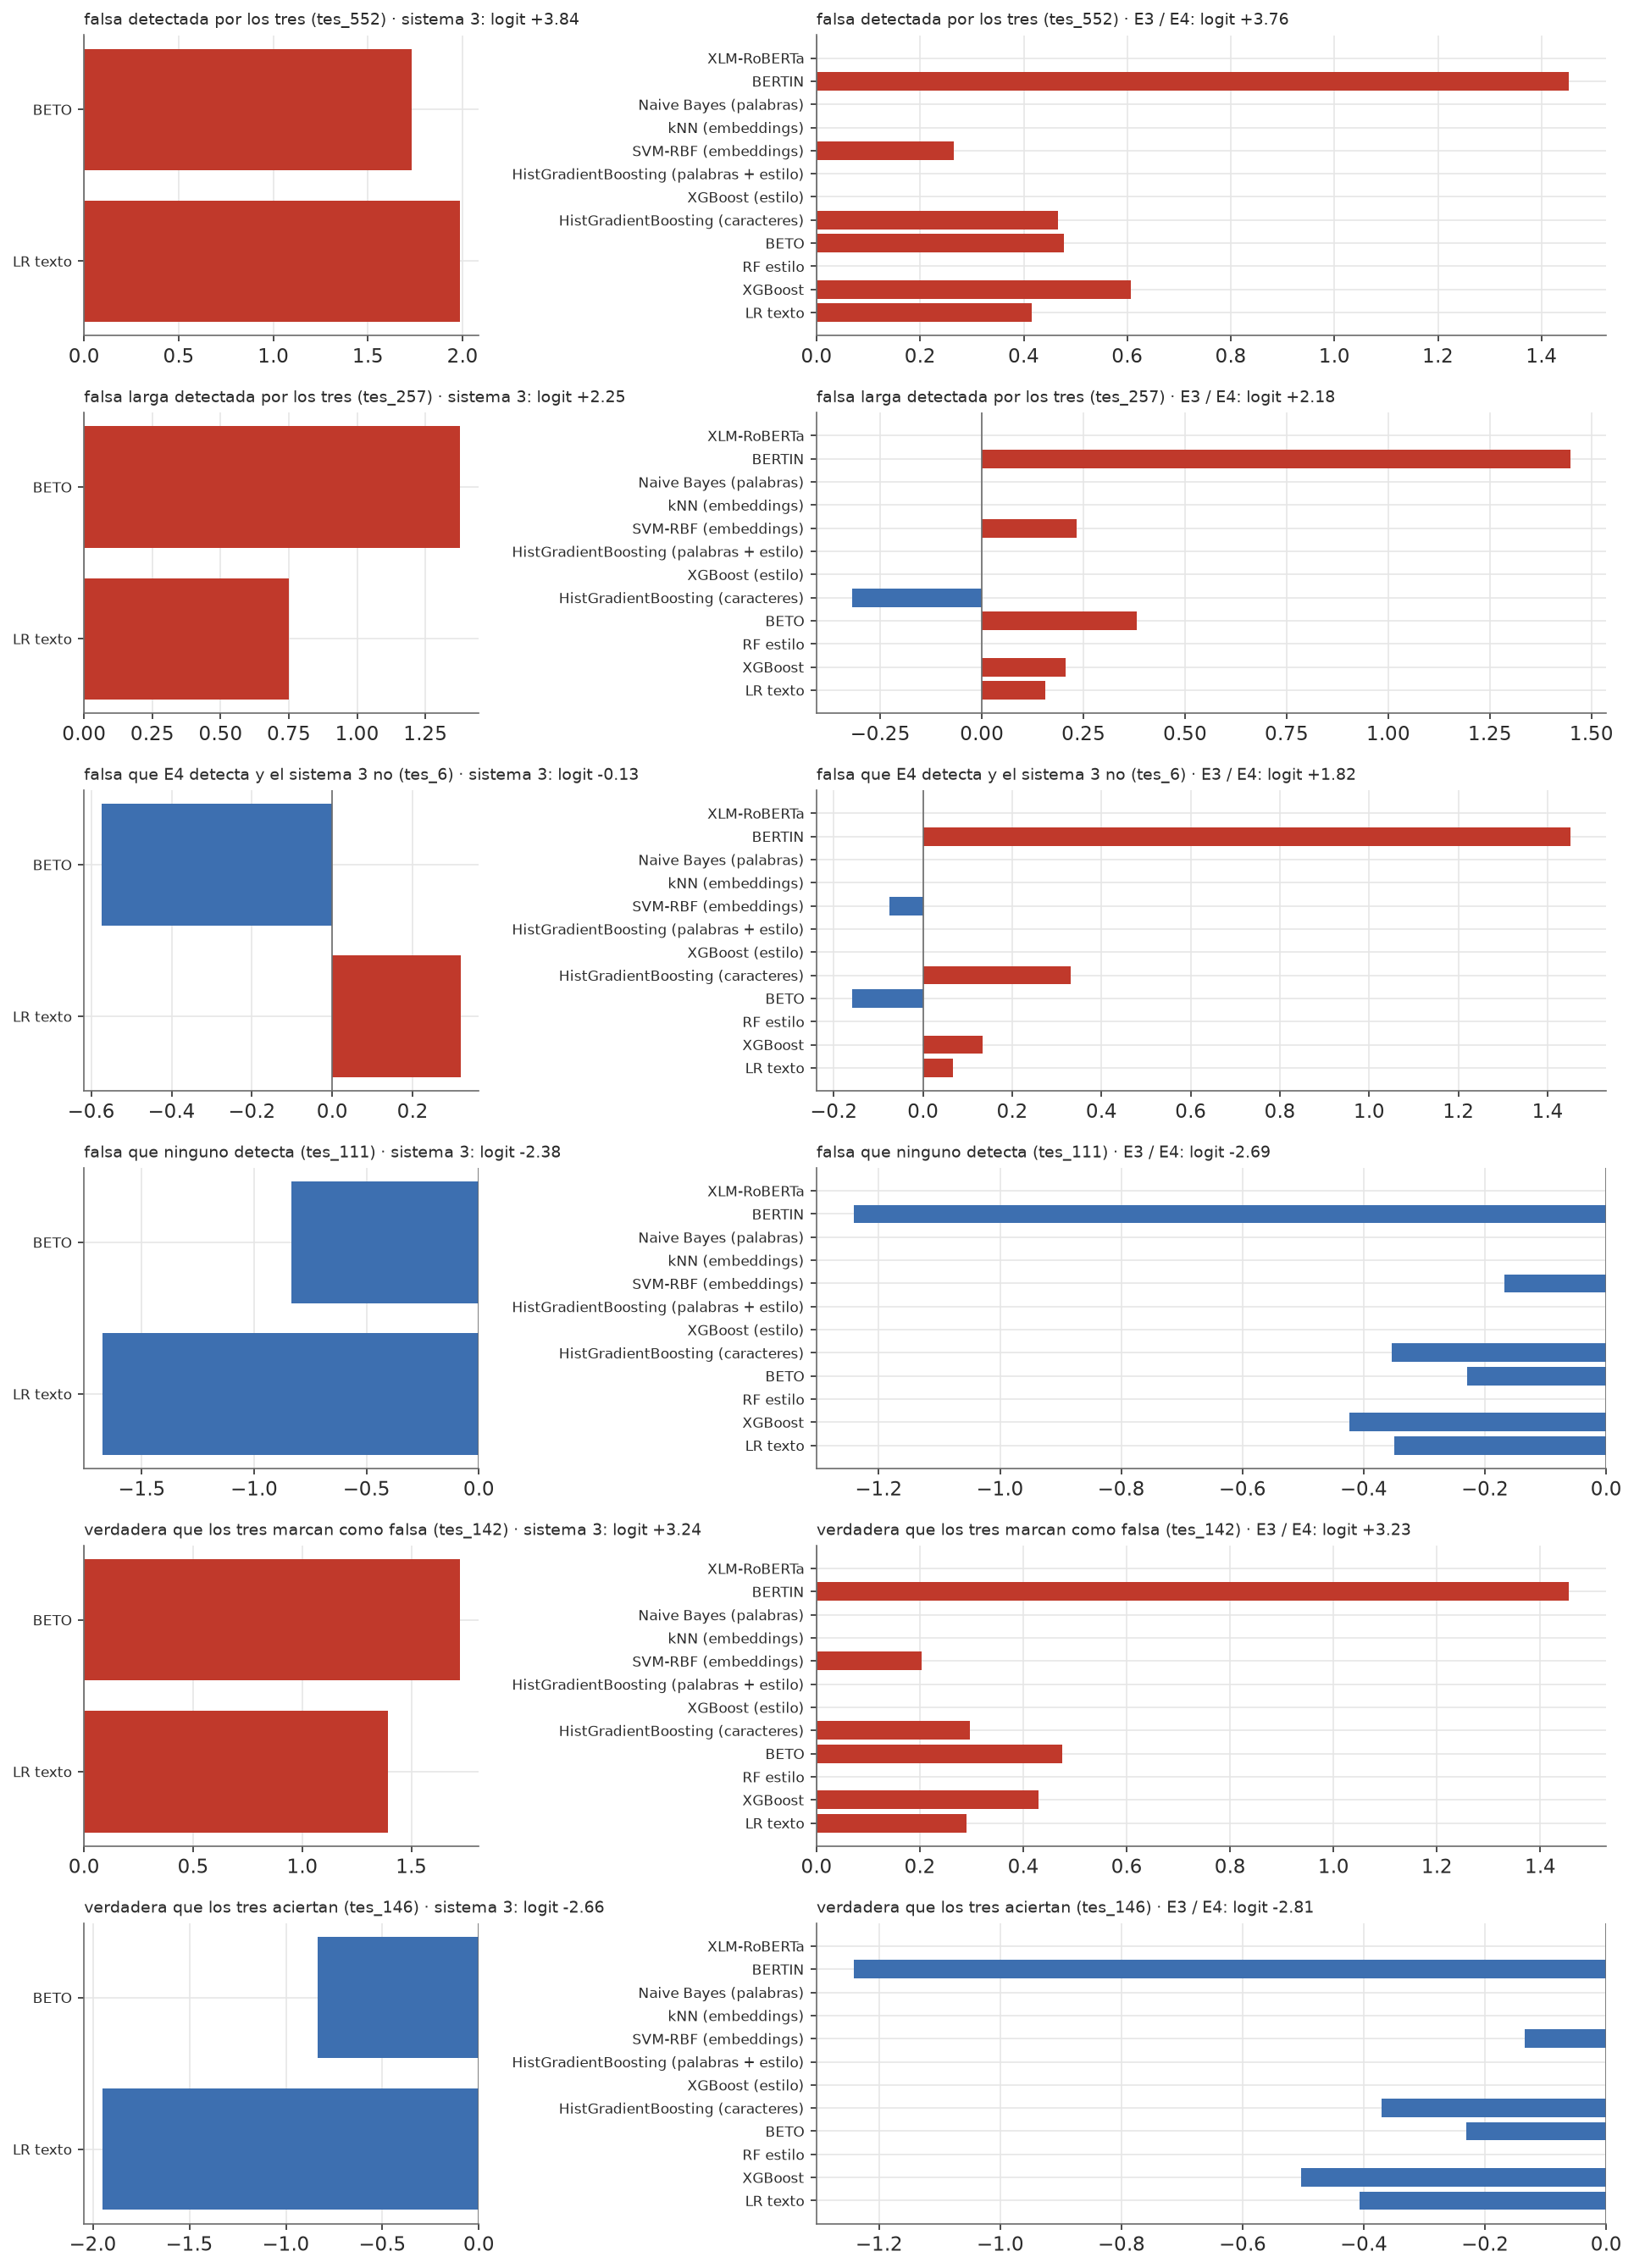 falsa detectada por los tres (tes_552) · sistema 3: logit +3.84
BETO
LR texto
0.0 0.5 1.0 1.5 2.0
falsa detectada por los tres (tes_552) · E3 / E4: logit +3.76
XLM-RoBERTa
BERTIN
Naive Bayes (palabras)
kNN (embeddings)
SVM-RBF (embeddings)
HistGradientBoosting (palabras + estilo)
XGBoost (estilo)
HistGradientBoosting (caracteres)
BETO
RF estilo
XGBoost
LR texto
0.0 0.2 0.4 0.6 0.8 1.0 1.2 1.4
falsa larga detectada por los tres (tes_257) · sistema 3: logit +2.25
BETO
LR texto
0.00 0.25 0.50 0.75 1.00 1.25
falsa larga detectada por los tres (tes_257) · E3 / E4: logit +2.18
XLM-RoBERTa
BERTIN
Naive Bayes (palabras)
kNN (embeddings)
SVM-RBF (embeddings)
HistGradientBoosting (palabras + estilo)
XGBoost (estilo)
HistGradientBoosting (caracteres)
BETO
RF estilo
XGBoost
LR texto
−0.25 0.00 0.25 0.50 0.75 1.00 1.25 1.50
falsa que E4 detecta y el sistema 3 no (tes_6) · sistema 3: logit -0.13
BETO
LR texto
−0.6 −0.4 −0.2 0.0 0.2
falsa que E4 detecta y el sistema 3 no (tes_6) · E3 / E4: logit +1.82
XLM-RoBERTa
BERTIN
Naive Bayes (palabras)
kNN (embeddings)
SVM-RBF (embeddings)
HistGradientBoosting (palabras + estilo)
XGBoost (estilo)
HistGradientBoosting (caracteres)
BETO
RF estilo
XGBoost
LR texto
−0.2 0.0 0.2 0.4 0.6 0.8 1.0 1.2 1.4
falsa que ninguno detecta (tes_111) · sistema 3: logit -2.38
BETO
LR texto
−1.5 −1.0 −0.5 0.0
falsa que ninguno detecta (tes_111) · E3 / E4: logit -2.69
XLM-RoBERTa
BERTIN
Naive Bayes (palabras)
kNN (embeddings)
SVM-RBF (embeddings)
HistGradientBoosting (palabras + estilo)
XGBoost (estilo)
HistGradientBoosting (caracteres)
BETO
RF estilo
XGBoost
LR texto
−1.2 −1.0 −0.8 −0.6 −0.4 −0.2 0.0
verdadera que los tres marcan como falsa (tes_142) · sistema 3: logit +3.24
BETO
LR texto
0.0 0.5 1.0 1.5
verdadera que los tres marcan como falsa (tes_142) · E3 / E4: logit +3.23
XLM-RoBERTa
BERTIN
Naive Bayes (palabras)
kNN (embeddings)
SVM-RBF (embeddings)
HistGradientBoosting (palabras + estilo)
XGBoost (estilo)
HistGradientBoosting (caracteres)
BETO
RF estilo
XGBoost
LR texto
0.0 0.2 0.4 0.6 0.8 1.0 1.2 1.4
verdadera que los tres aciertan (tes_146) · sistema 3: logit -2.66
BETO
LR texto
−2.0 −1.5 −1.0 −0.5 0.0
verdadera que los tres aciertan (tes_146) · E3 / E4: logit -2.81
XLM-RoBERTa
BERTIN
Naive Bayes (palabras)
kNN (embeddings)
SVM-RBF (embeddings)
HistGradientBoosting (palabras + estilo)
XGBoost (estilo)
HistGradientBoosting (caracteres)
BETO
RF estilo
XGBoost
LR texto
−1.2 −1.0 −0.8 −0.6 −0.4 −0.2 0.0